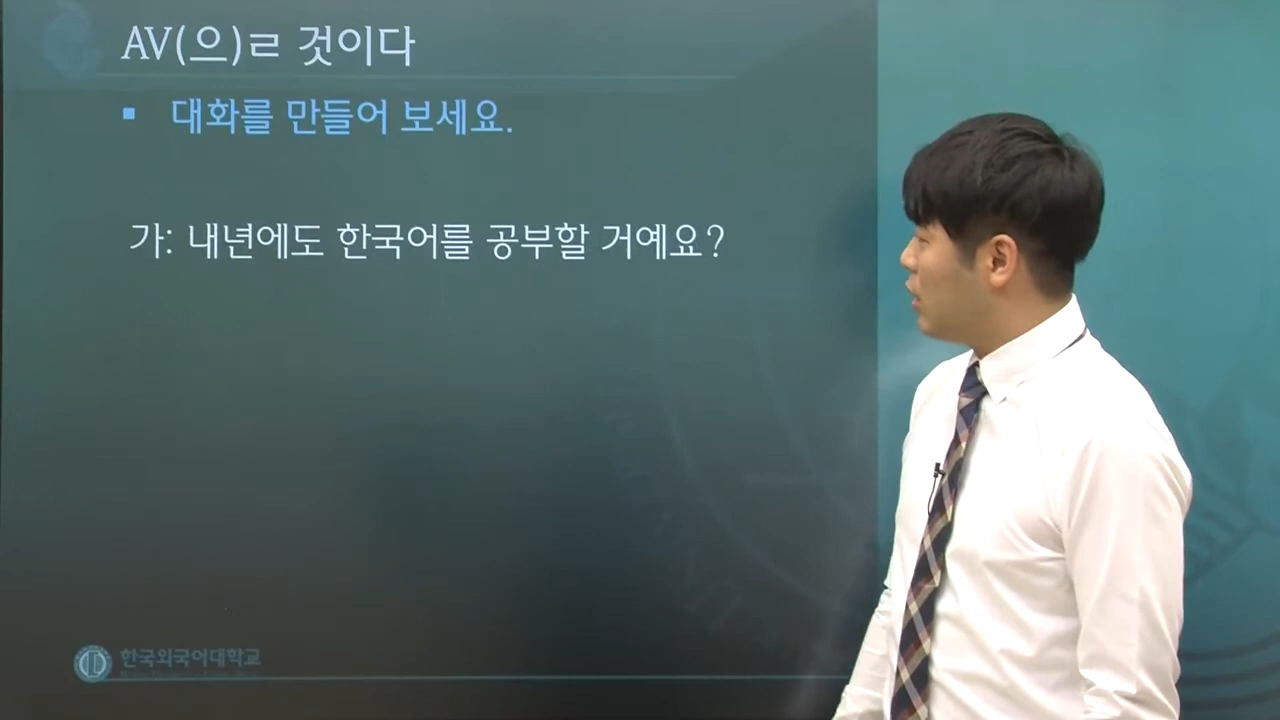 AV(으)ㄹ 것이다
▪ 대화를 만들어 보세요.
가: 내년에도 한국어를 공부할 거예요?
한국외국어대학교